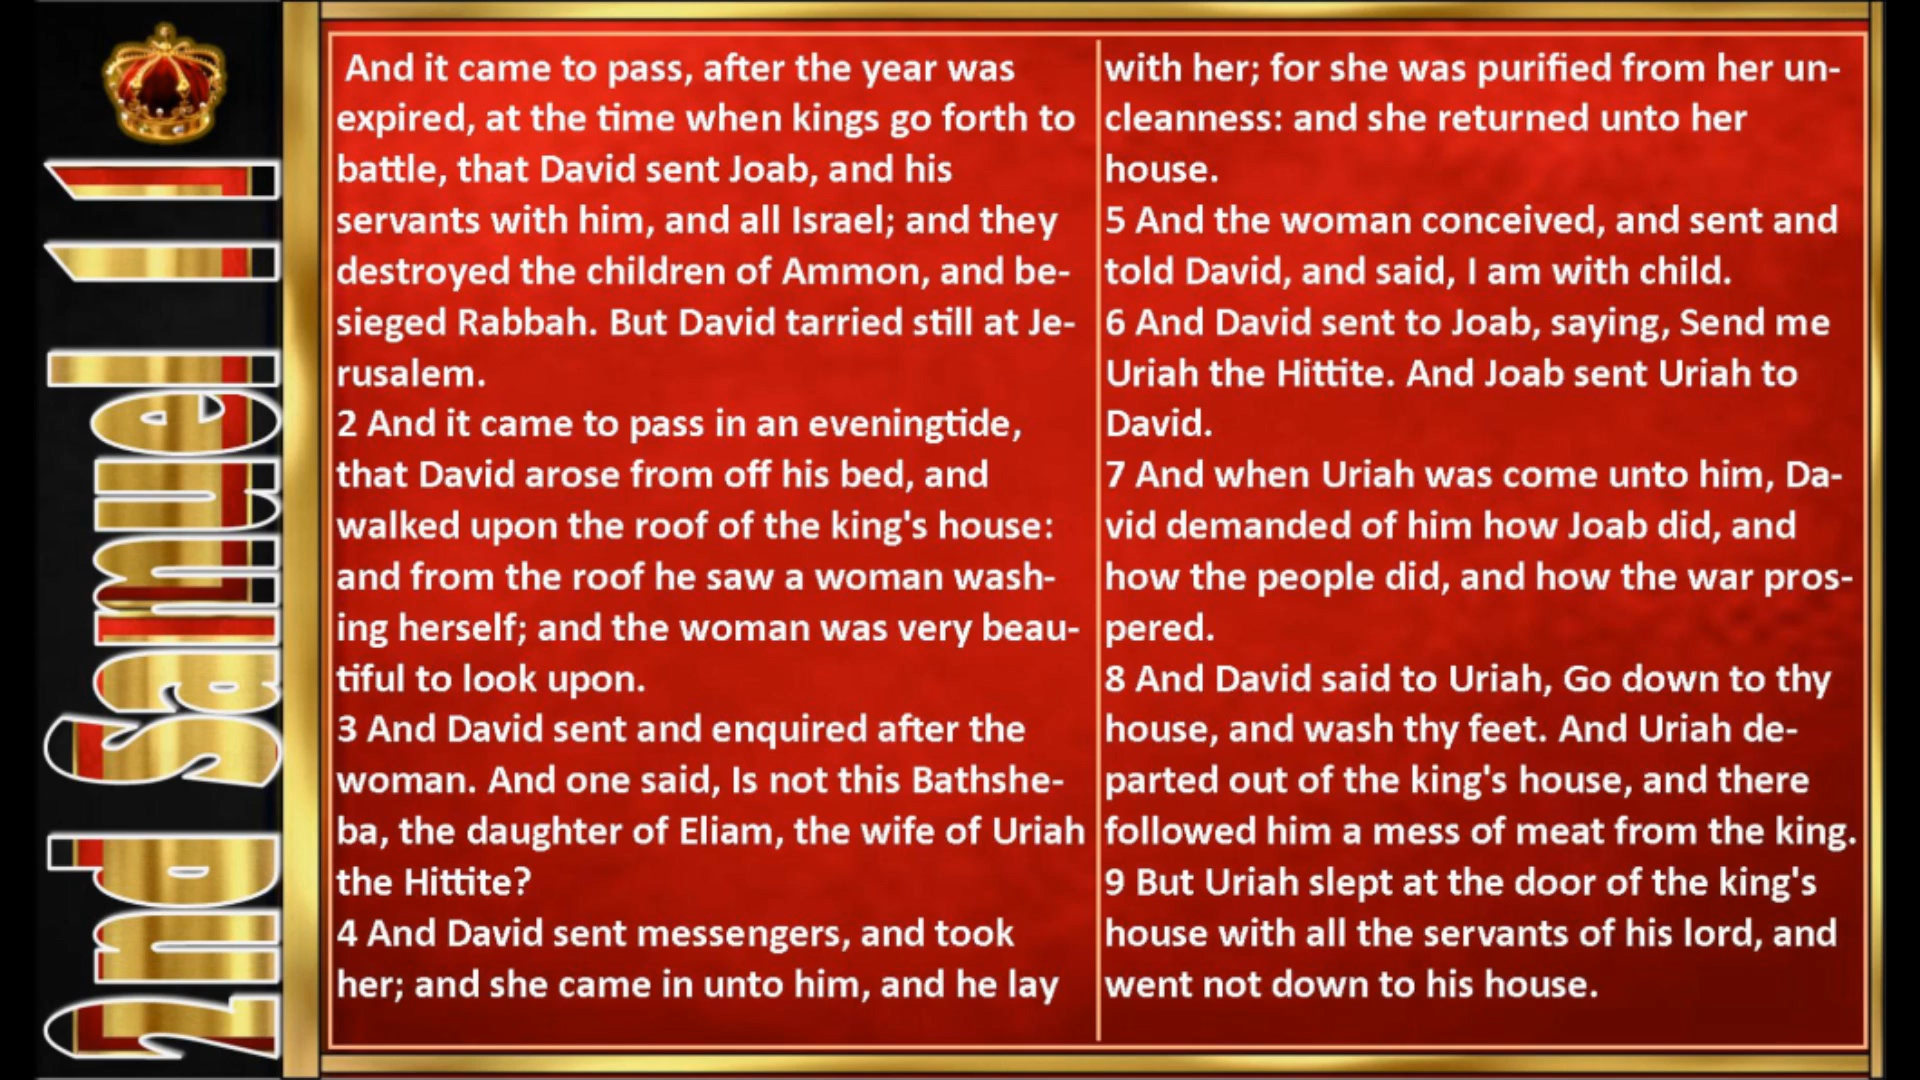 2nd Samuel 11
And it came to pass, after the year was
expired, at the time when kings go forth to
battle, that David sent Joab, and his
servants with him, and all Israel; and they
destroyed the children of Ammon, and be-
sieged Rabbah. But David tarried still at Je-
rusalem.
2 And it came to pass in an eveningtide,
that David arose from off his bed, and
walked upon the roof of the king's house:
and from the roof he saw a woman wash-
ing herself; and the woman was very beau-
tiful to look upon.
3 And David sent and enquired after the
woman. And one said, Is not this Bathshe-
ba, the daughter of Eliam, the wife of Uriah
the Hittite?
4 And David sent messengers, and took
her; and she came in unto him, and he lay
with her; for she was purified from her un-
cleanness: and she returned unto her
house.
5 And the woman conceived, and sent and
told David, and said, I am with child.
6 And David sent to Joab, saying, Send me
Uriah the Hittite. And Joab sent Uriah to
David.
7 And when Uriah was come unto him, Da-
vid demanded of him how Joab did, and
how the people did, and how the war pros-
pered.
8 And David said to Uriah, Go down to thy
house, and wash thy feet. And Uriah de-
parted out of the king's house, and there
followed him a mess of meat from the king.
9 But Uriah slept at the door of the king's
house with all the servants of his lord, and
went not down to his house.